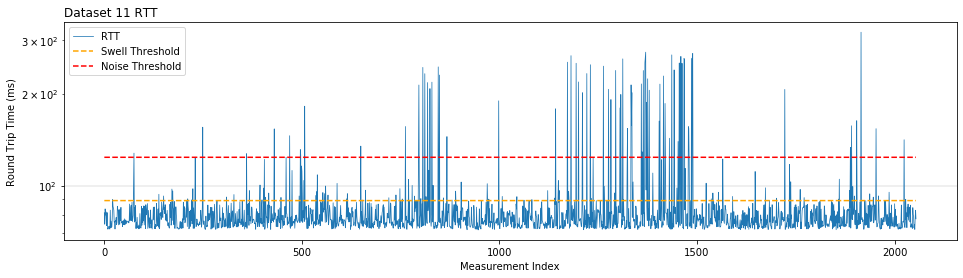 Dataset 11 RTT
RTT
Swell Threshold
Noise Threshold
Round Trip Time (ms)
3 × 10²
2 × 10²
10²
0
500
1000
1500
2000
Measurement Index